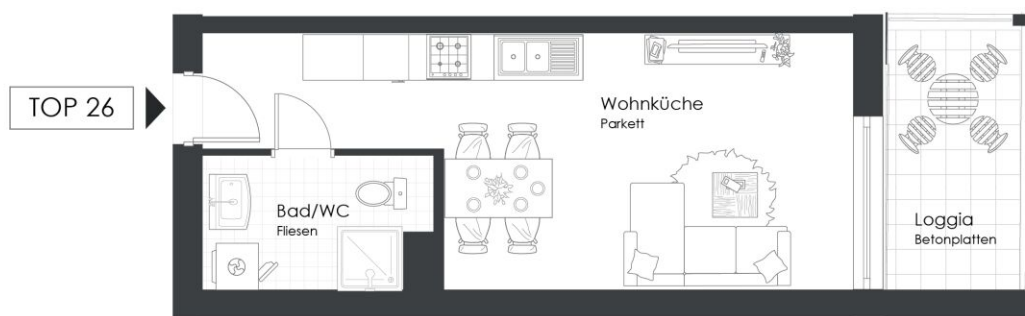 TOP 26
Wohnküche
Parkett
Bad/WC
Fliesen
Loggia
Betonplatten